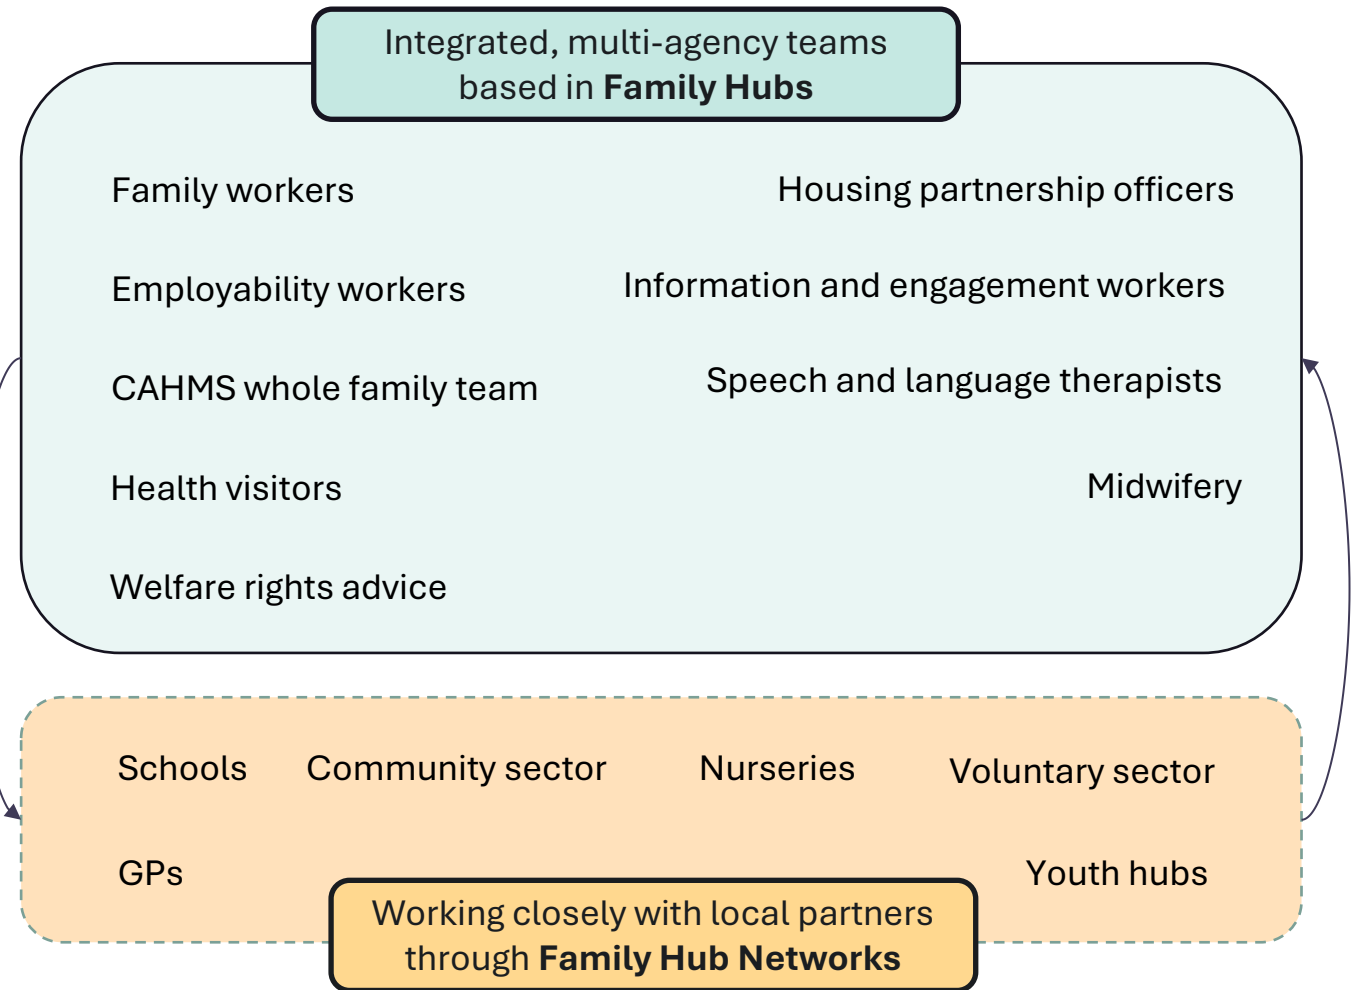 Integrated, multi-agency teams
based in Family Hubs
Family workers
Housing partnership officers
Employability workers
Information and engagement workers
CAHMS whole family team
Speech and language therapists
Health visitors
Midwifery
Welfare rights advice
Schools
Community sector
Nurseries
Voluntary sector
GPs
Youth hubs
Working closely with local partners
through Family Hub Networks